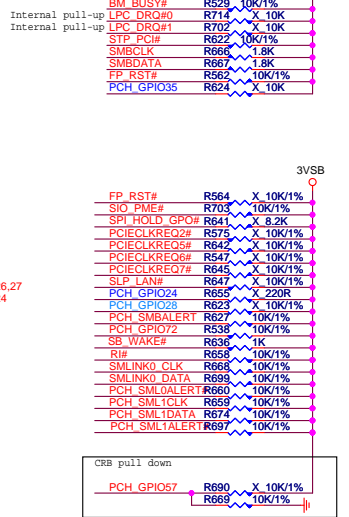 BM_BUSY# R529 10K/1%
Internal pull-up LPC_DRQ#0 R714 X_10K
Internal pull-up LPC_DRQ#1 R702 X_10K
STP_PCI# R622 10K/1%
SMBCLK R666 1.8K
SMBDATA R667 1.8K
FP_RST# R562 X_10K/1%
PCH_GPIO35 R624 X_10K
3VSB
FP_RST# R564 X_10K/1%
SIO_PME# R703 10K/1%
SPI_HOLD_GPO# R641 X_8.2K
PCIECLKREQ2# R575 X_10K/1%
PCIECLKREQ5# R642 X_10K/1%
PCIECLKREQ6# R547 X_10K/1%
PCIECLKREQ7# R645 X_10K/1%
SLP_LAN# R647 X_10K/1%
6,27
PCH_GPIO24 R655 X_220R
4
PCH_GPIO28 R623 X_10K/1%
PCH_SMBALERT R627 10K/1%
PCH_GPIO72 R538 10K/1%
SB_WAKE# R636 1K
RI# R658 10K/1%
SMLINK0_CLK R668 10K/1%
SMLINK0_DATA R699 10K/1%
PCH_SML0ALERT# R660 10K/1%
PCH_SML1CLK R659 10K/1%
PCH_SML1DATA R674 10K/1%
PCH_SML1ALERT# R697 10K/1%
CRB pull down
PCH_GPIO57 R690 X_10K/1%
R669 10K/1%